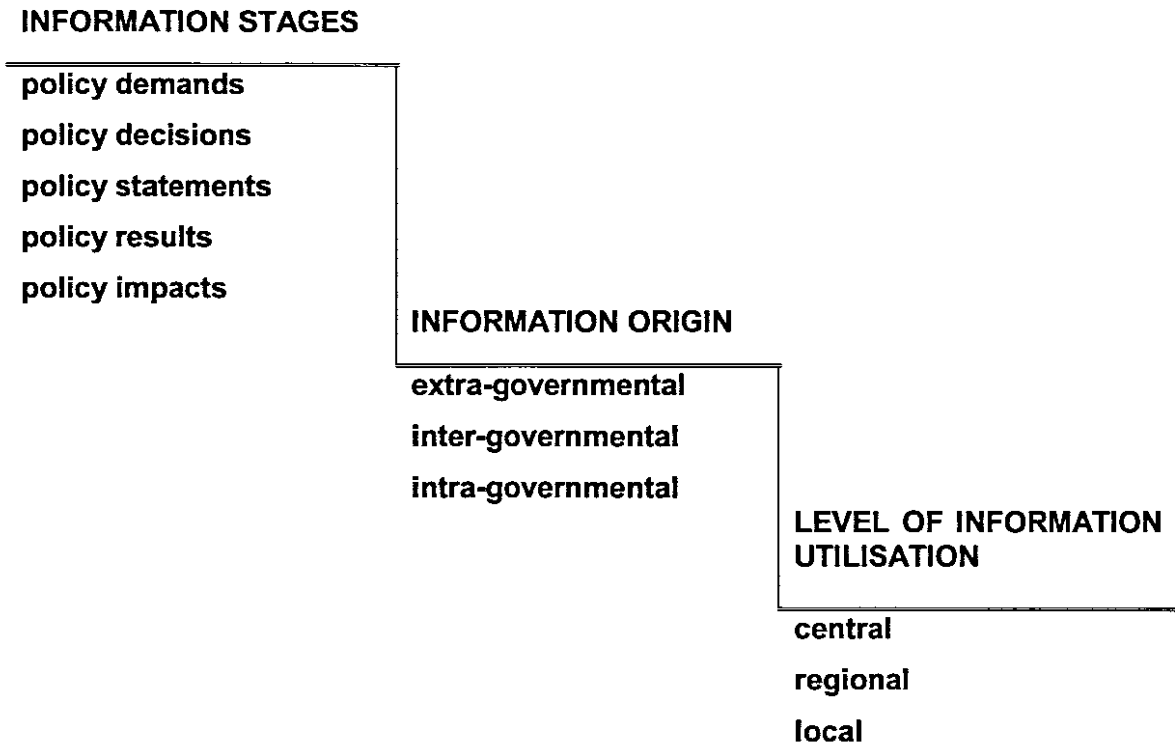 INFORMATION STAGES
policy demands
policy decisions
policy statements
policy results
policy impacts
INFORMATION ORIGIN
extra-governmental
inter-governmental
intra-governmental
LEVEL OF INFORMATION
UTILISATION
central
regional
local